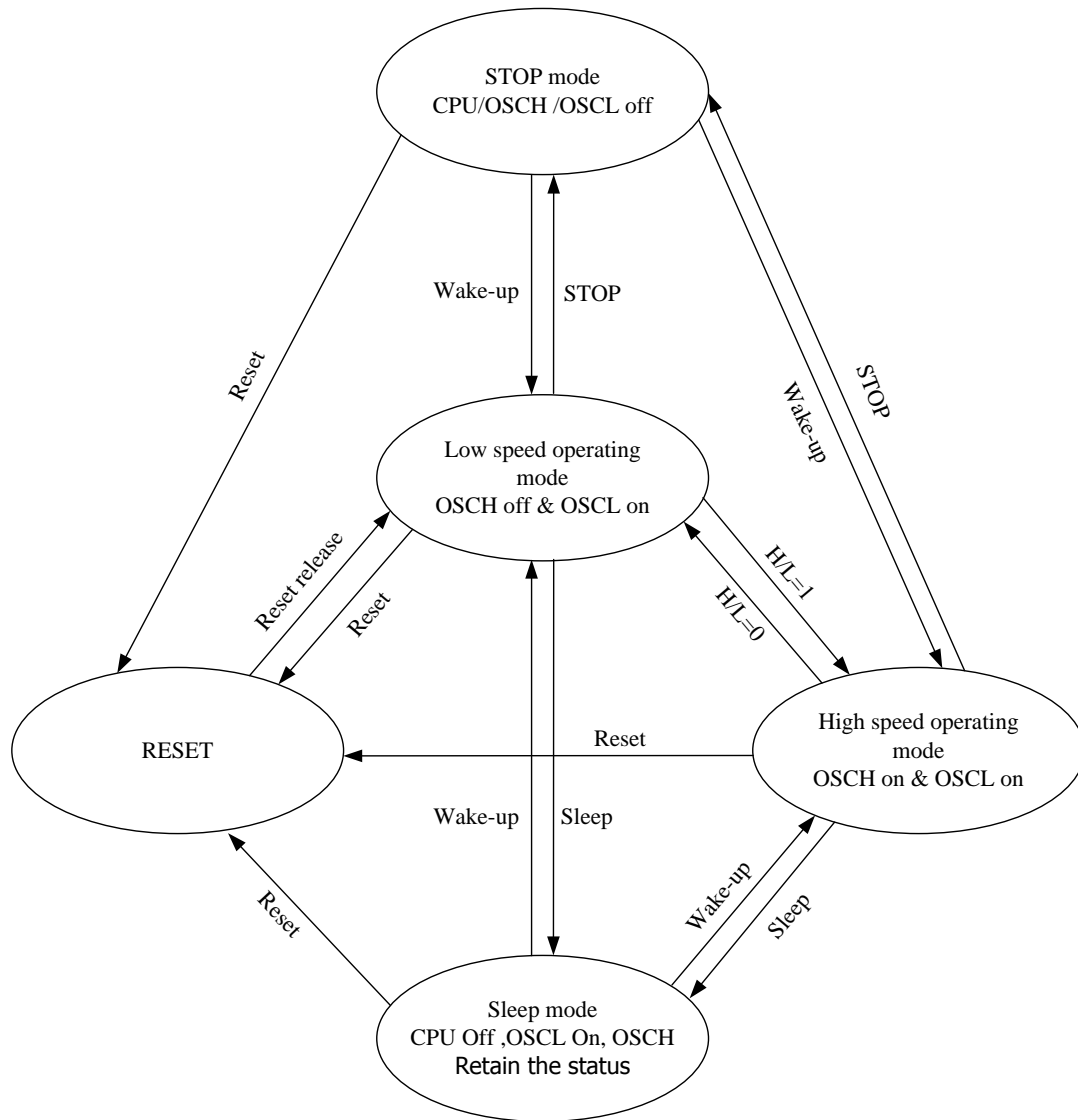 STOP mode
CPU/OSCH /OSCL off
Wake-up
STOP
Reset
STOP
Wake-up
Low speed operating
mode
OSCH off & OSCL on
Reset release
Reset
H/L=1
H/L=0
RESET
Reset
High speed operating
mode
OSCH on & OSCL on
Wake-up
Sleep
Reset
Wake-up
Sleep
Sleep mode
CPU Off ,OSCL On, OSCH
Retain the status